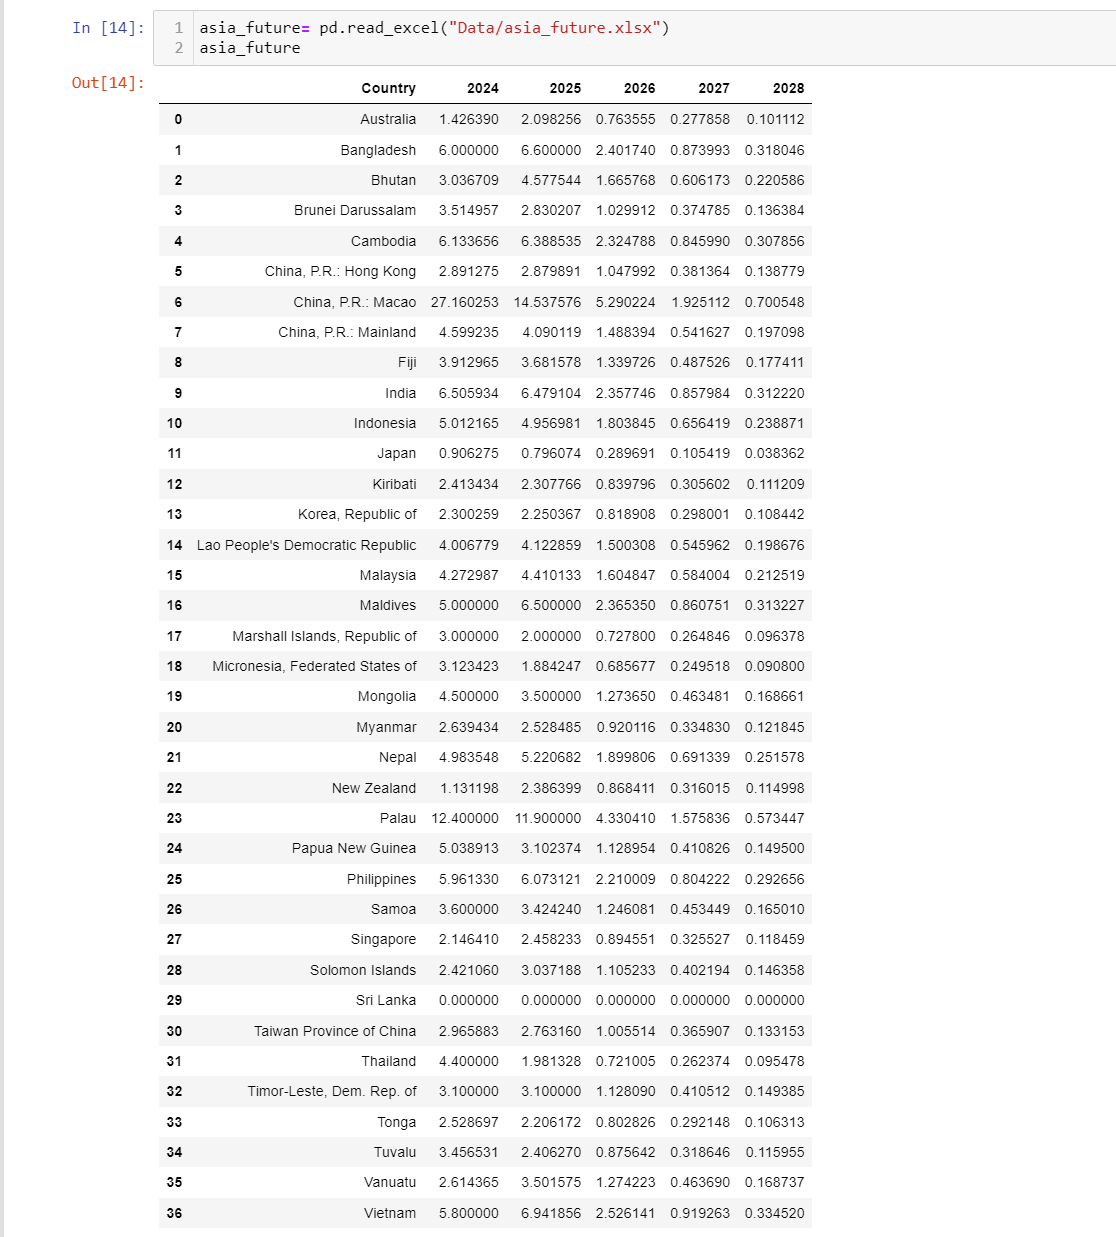 In [14]:
1 asia_future= pd.read_excel("Data/asia_future.xlsx")
2 asia_future
Out[14]:
Country 2024 2025 2026 2027 2028
0 Australia 1.426390 2.098256 0.763555 0.277858 0.101112
1 Bangladesh 6.000000 6.600000 2.401740 0.873993 0.318046
2 Bhutan 3.036709 4.577544 1.665768 0.606173 0.220586
3 Brunei Darussalam 3.514957 2.830207 1.029912 0.374785 0.136384
4 Cambodia 6.133656 6.388535 2.324788 0.845990 0.307856
5 China, P.R.: Hong Kong 2.891275 2.879891 1.047992 0.381364 0.138779
6 China, P.R.: Macao 27.160253 14.537576 5.290224 1.925112 0.700548
7 China, P.R.: Mainland 4.599235 4.090119 1.488394 0.541627 0.197098
8 Fiji 3.912965 3.681578 1.339726 0.487526 0.177411
9 India 6.505934 6.479104 2.357746 0.857984 0.312220
10 Indonesia 5.012165 4.956981 1.803845 0.656419 0.238871
11 Japan 0.906275 0.796074 0.289691 0.105419 0.038362
12 Kiribati 2.413434 2.307766 0.839796 0.305602 0.111209
13 Korea, Republic of 2.300259 2.250367 0.818908 0.298001 0.108442
14 Lao People's Democratic Republic 4.006779 4.122859 1.500308 0.545962 0.198676
15 Malaysia 4.272987 4.410133 1.604847 0.584004 0.212519
16 Maldives 5.000000 6.500000 2.365350 0.860751 0.313227
17 Marshall Islands, Republic of 3.000000 2.000000 0.727800 0.264846 0.096378
18 Micronesia, Federated States of 3.123423 1.884247 0.685677 0.249518 0.090800
19 Mongolia 4.500000 3.500000 1.273650 0.463481 0.168661
20 Myanmar 2.639434 2.528485 0.920116 0.334830 0.121845
21 Nepal 4.983548 5.220682 1.899806 0.691339 0.251578
22 New Zealand 1.131198 2.386399 0.868411 0.316015 0.114998
23 Palau 12.400000 11.900000 4.330410 1.575836 0.573447
24 Papua New Guinea 5.038913 3.102374 1.128954 0.410826 0.149500
25 Philippines 5.961330 6.073121 2.210009 0.804222 0.292656
26 Samoa 3.600000 3.424240 1.246081 0.453449 0.165010
27 Singapore 2.146410 2.458233 0.894551 0.325527 0.118459
28 Solomon Islands 2.421060 3.037188 1.105233 0.402194 0.146358
29 Sri Lanka 0.000000 0.000000 0.000000 0.000000 0.000000
30 Taiwan Province of China 2.965883 2.763160 1.005514 0.365907 0.133153
31 Thailand 4.400000 1.981328 0.721005 0.262374 0.095478
32 Timor-Leste, Dem. Rep. of 3.100000 3.100000 1.128090 0.410512 0.149385
33 Tonga 2.528697 2.206172 0.802826 0.292148 0.106313
34 Tuvalu 3.456531 2.406270 0.875642 0.318646 0.115955
35 Vanuatu 2.614365 3.501575 1.274223 0.463690 0.168737
36 Vietnam 5.800000 6.941856 2.526141 0.919263 0.334520